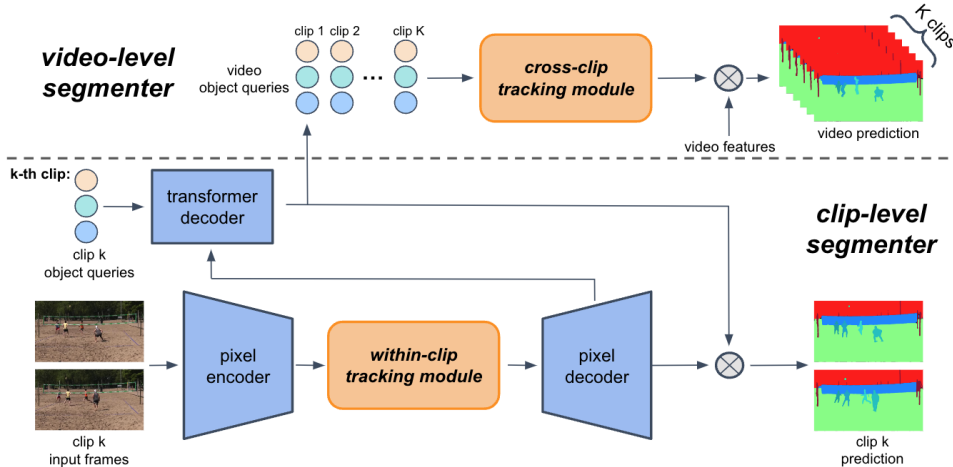 video-level
segmenter
video
object queries
clip 1 clip 2 clip K
...
cross-clip
tracking module
video features
K clips
video prediction
k-th clip:
clip k
object queries
transformer
decoder
clip-level
segmenter
clip k
input frames
pixel
encoder
within-clip
tracking module
pixel
decoder
clip k
prediction